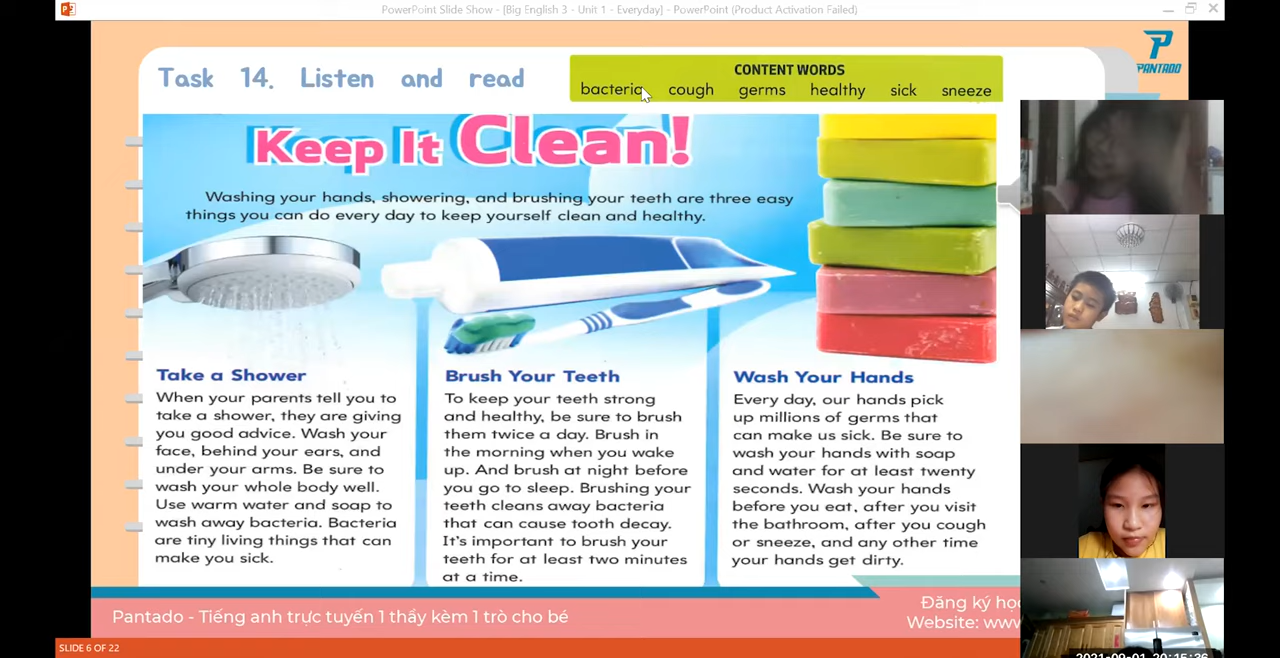 PowerPoint Slide Show - [Big English 3 - Unit 1 - Everyday] - PowerPoint (Product Activation Failed)
PANTADO
Task 14. Listen and read
CONTENT WORDS
bacteria cough germs healthy sick sneeze
Keep It Clean!
Washing your hands, showering, and brushing your teeth are three easy
things you can do every day to keep yourself clean and healthy.
Take a Shower
When your parents tell you to
take a shower, they are giving
you good advice. Wash your
face, behind your ears, and
under your arms. Be sure to
wash your whole body well.
Use warm water and soap to
wash away bacteria. Bacteria
are tiny living things that can
make you sick.
Brush Your Teeth
To keep your teeth strong
and healthy, be sure to brush
them twice a day. Brush in
the morning when you wake
up. And brush at night before
you go to sleep. Brushing your
teeth cleans away bacteria
that can cause tooth decay.
It's important to brush your
teeth for at least two minutes
at a time.
Wash Your Hands
Every day, our hands pick
up millions of germs that
can make us sick. Be sure to
wash your hands with soap
and water for at least twenty
seconds. Wash your hands
before you eat, after you visit
the bathroom, after you cough
or sneeze, and any other time
your hands get dirty.
Pantado - Tiếng anh trực tuyến 1 thầy kèm 1 trò cho bé
Đăng ký
Website: www
SLIDE 6 OF 22
2021-09-01 20:15:36